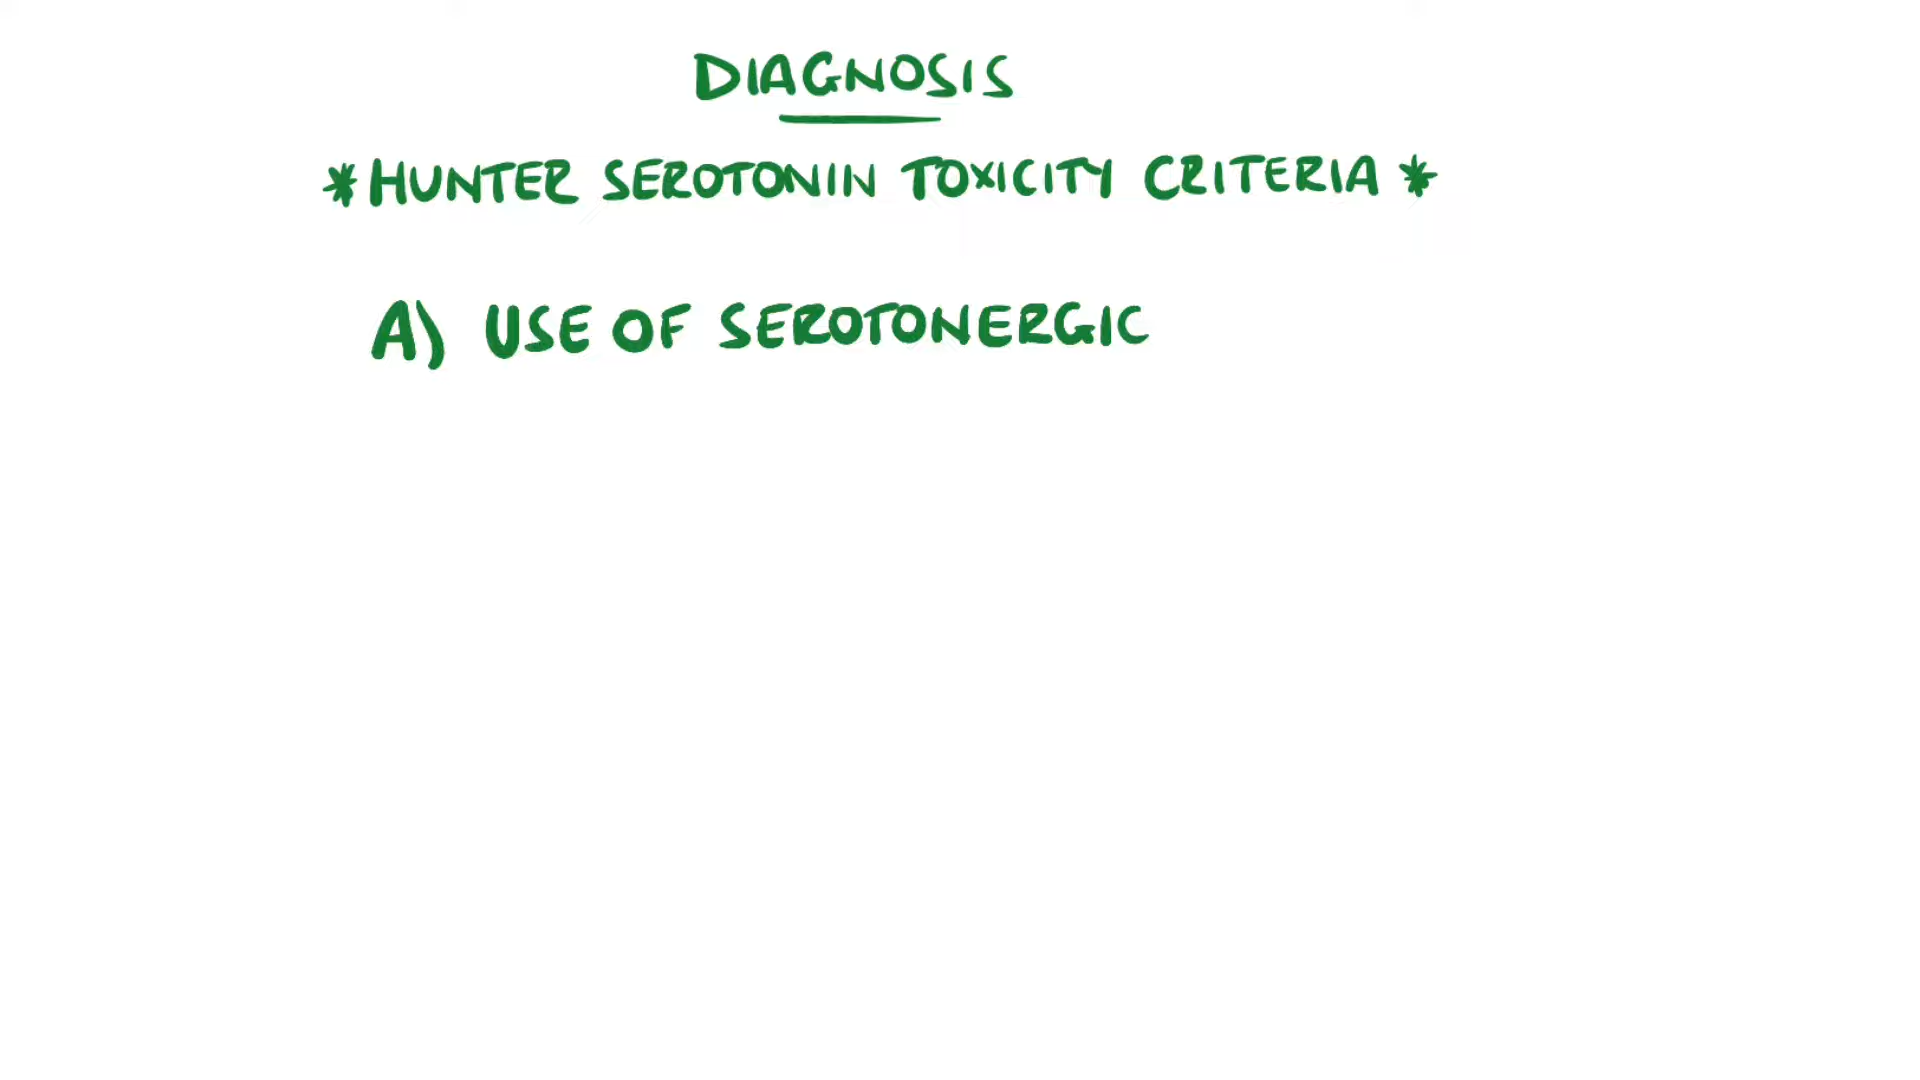 DIAGNOSIS
*HUNTER SEROTONIN TOXICITY CRITERIA*
A) USE OF SEROTONERGIC